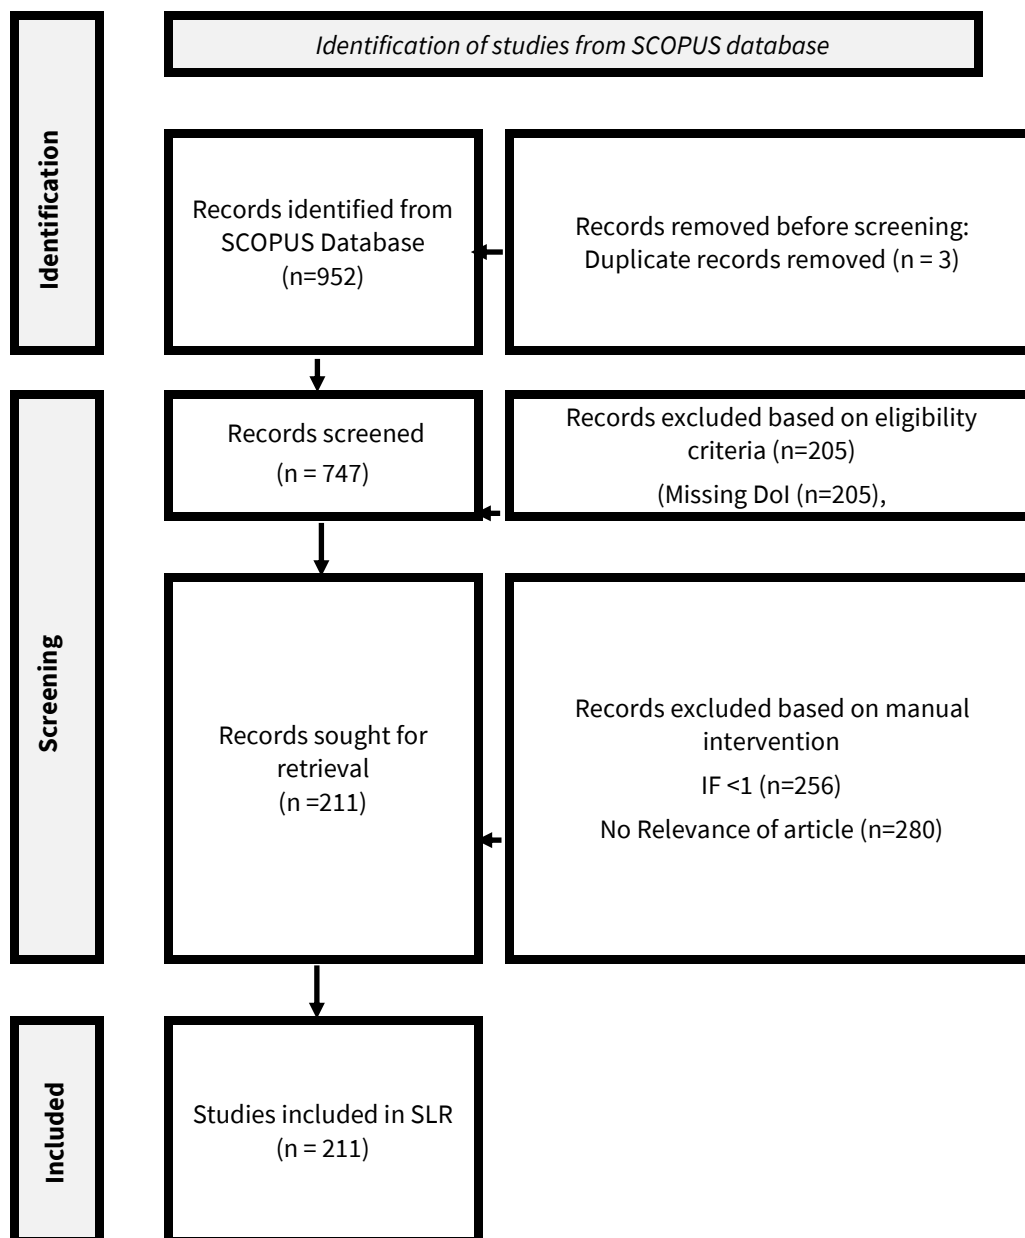 Identification of studies from SCOPUS database
Identification
Records identified from
SCOPUS Database
(n=952)
Records removed before screening:
Duplicate records removed (n = 3)
Screening
Records screened
(n = 747)
Records excluded based on eligibility
criteria (n=205)
(Missing DoI (n=205),
Records sought for
retrieval
(n =211)
Records excluded based on manual
intervention
IF <1 (n=256)
No Relevance of article (n=280)
Included
Studies included in SLR
(n = 211)